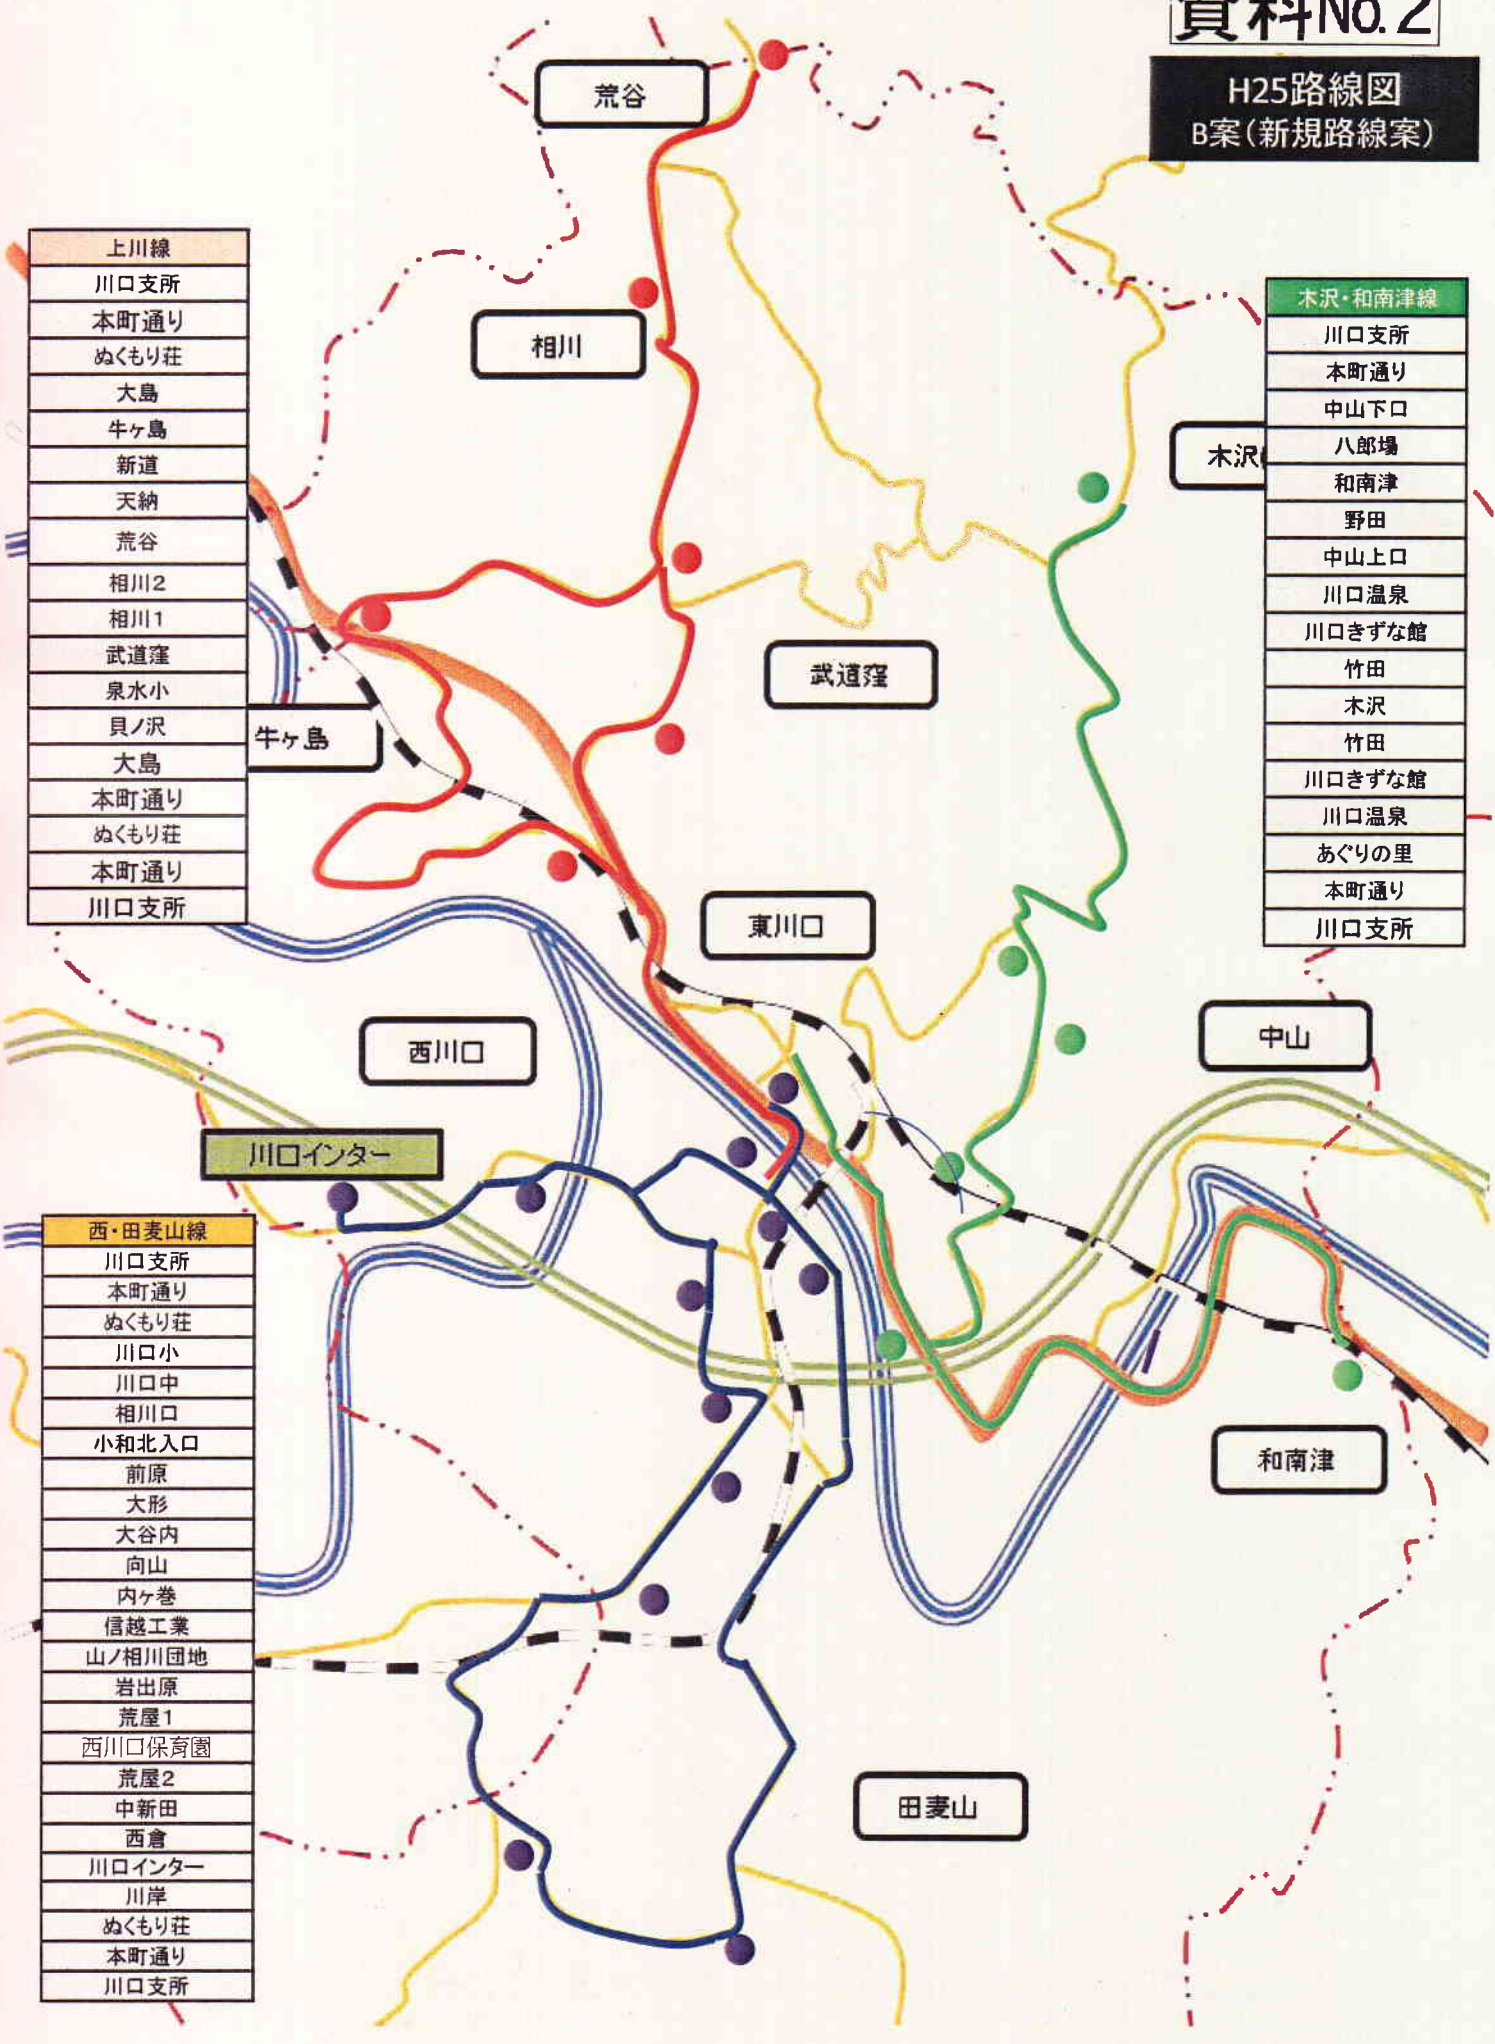 資料No.2
H25路線図
B案(新規路線案)
荒谷
相川
木沢
武道窪
牛ヶ島
東川口
西川口
中山
川口インター
和南津
田麦山
上川線
川口支所
本町通り
ぬくもり荘
大島
牛ヶ島
新道
天納
荒谷
相川2
相川1
武道窪
泉水小
貝ノ沢
大島
本町通り
ぬくもり荘
本町通り
川口支所
木沢・和南津線
川口支所
本町通り
中山下口
八郎場
和南津
野田
中山上口
川口温泉
川口きずな館
竹田
木沢
竹田
川口きずな館
川口温泉
あぐりの里
本町通り
川口支所
西・田麦山線
川口支所
本町通り
ぬくもり荘
川口小
川口中
相川口
小和北入口
前原
大形
大谷内
向山
内ヶ巻
信越工業
山ノ相川団地
岩出原
荒屋1
西川口保育園
荒屋2
中新田
西倉
川口インター
川岸
ぬくもり荘
本町通り
川口支所